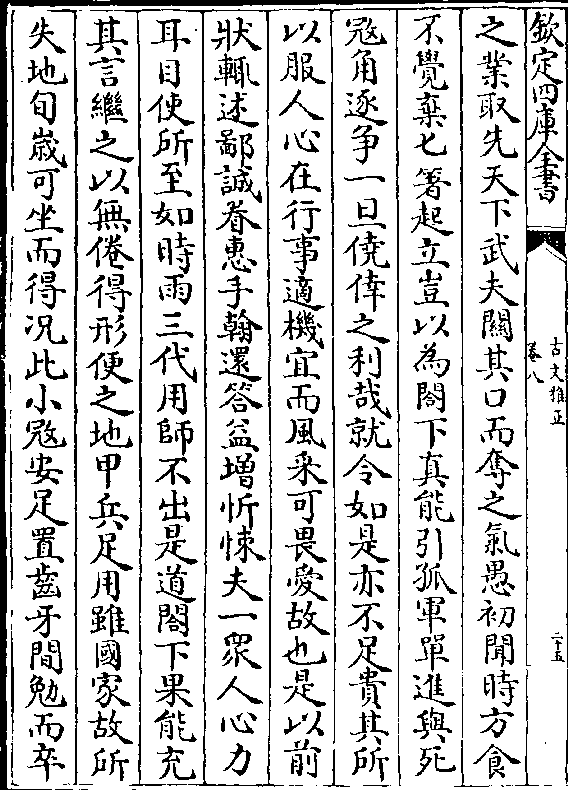 欽定四庫全書
古文雅正
卷八
二十五
之業取先天下武夫關其口而奪之氣愚初聞時方食
不覺棄匕箸起立豈以為閤下真能引孤軍單進與死
寇角逐争一旦僥倖之利哉就令如是亦不足貴其所
以服人心在行事適機宜而風采可畏愛故也是以前
狀輒述鄙誠眷惠手翰還答益增忻悚夫一衆人心力
耳目使所至如時雨三代用師不出是道閤下果能充
其言繼之以無倦得形便之地甲兵足用雖國家故所
失地旬嵗可坐而得况此小寇安足置齒牙間勉而卒